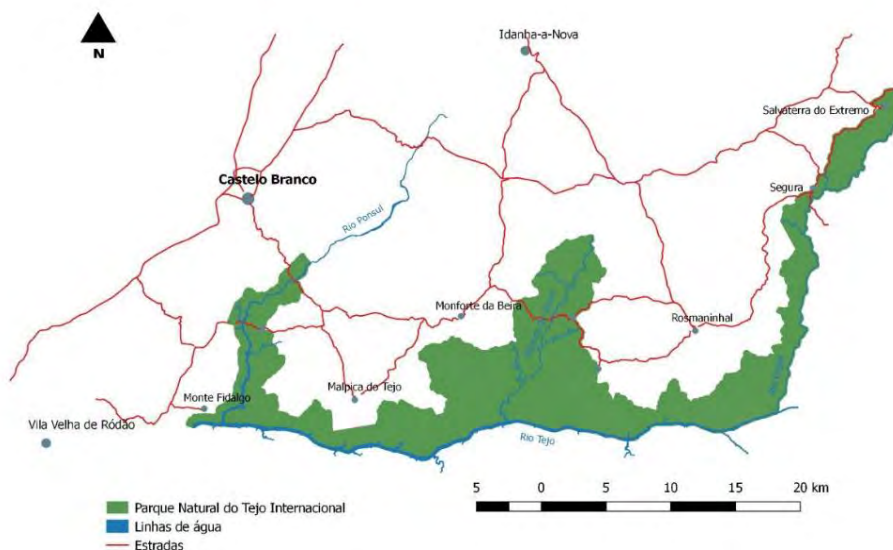 N
Idanha-a-Nova
Salvaterra do Extremo
Castelo Branco
Segura
Rio Ponsul
Monforte da Beira
Rosmaninhal
Malpica do Tejo
Monte Fidalgo
Vila Velha de Ródão
Rio Tejo
5 0 5 10 15 20 km
Parque Natural do Tejo Internacional
Linhas de água
Estradas